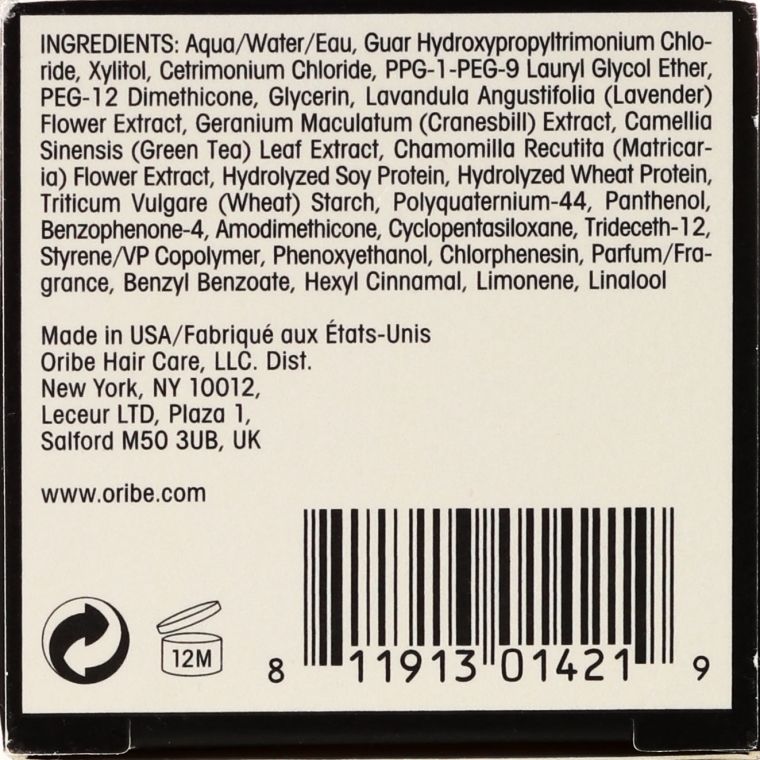 INGREDIENTS: Aqua/Water/Eau, Guar Hydroxypropyltrimonium Chlo-
ride, Xylitol, Cetrimonium Chloride, PPG-1-PEG-9 Lauryl Glycol Ether,
PEG-12 Dimethicone, Glycerin, Lavandula Angustifolia (Lavender)
Flower Extract, Geranium Maculatum (Cranesbill) Extract, Camellia
Sinensis (Green Tea) Leaf Extract, Chamomilla Recutita (Matricar-
ia) Flower Extract, Hydrolyzed Soy Protein, Hydrolyzed Wheat Protein,
Triticum Vulgare (Wheat) Starch, Polyquaternium-44, Panthenol,
Benzophenone-4, Amodimethicone, Cyclopentasiloxane, Trideceth-12,
Styrene/VP Copolymer, Phenoxyethanol, Chlorphenesin, Parfum/Fra-
grance, Benzyl Benzoate, Hexyl Cinnamal, Limonene, Linalool
Made in USA/Fabriqué aux États-Unis
Oribe Hair Care, LLC. Dist.
New York, NY 10012,
Leceur LTD, Plaza 1,
Salford M50 3UB, UK
www.oribe.com
12M
8 11913 01421 9